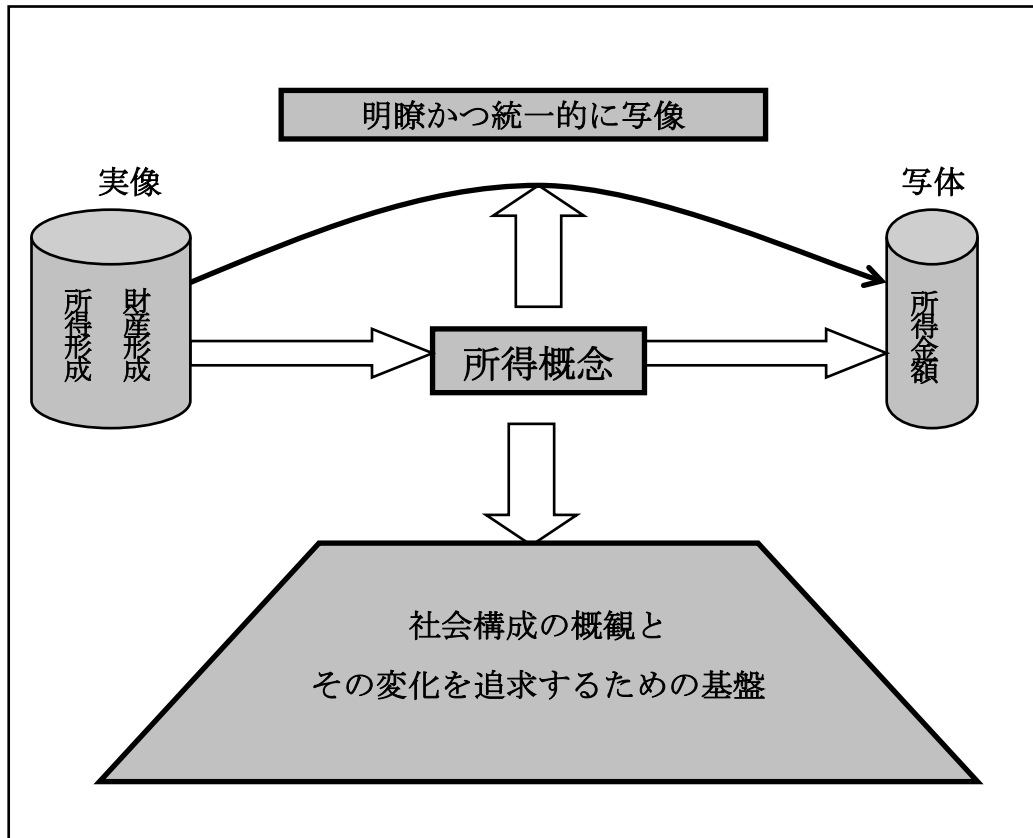 明瞭かつ統一的に写像
実像
写体
財産形成
所得形成
所得概念
所得金額
社会構成の概観と
その変化を追求するための基盤